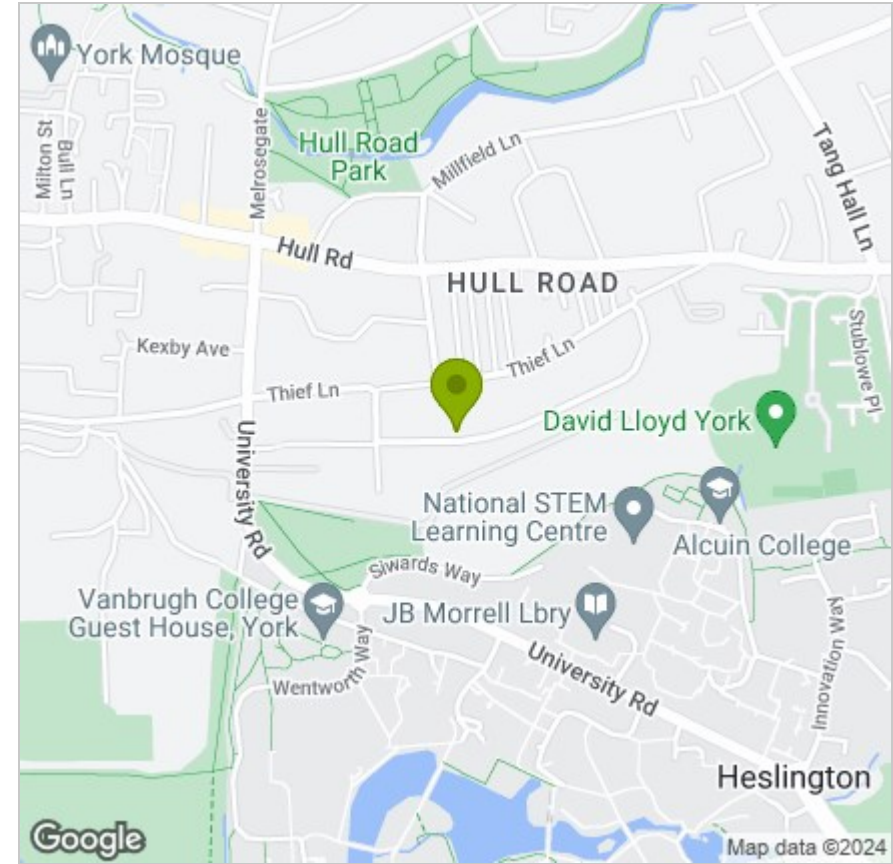 York Mosque
Milton St
Bull Ln
Melrosegate
Hull Road
Park
Millfield Ln
Tang Hall Ln
Hull Rd
HULL ROAD
Kexby Ave
Thief Ln
Thief Ln
Stublowe Pl
David Lloyd York
University Rd
National STEM
Learning Centre
Alcuin College
Siwards Way
Vanbrugh College
Guest House, York
JB Morrell Lbry
Wentworth Way
University Rd
Innovation Way
Heslington
Google
Map data ©2024